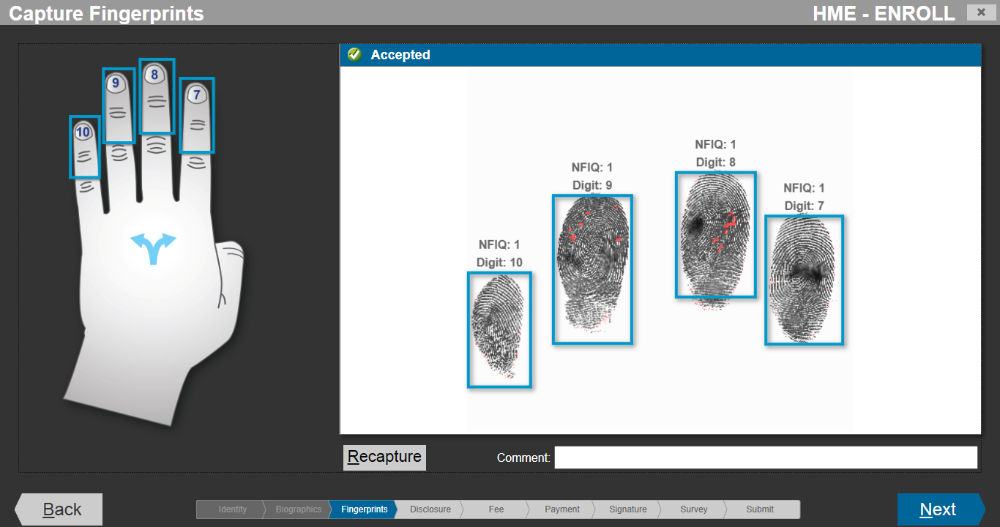 Capture Fingerprints
HME - ENROLL
Accepted
9
8
7
10
NFIQ: 1
Digit: 8
NFIQ: 1
Digit: 9
NFIQ: 1
Digit: 7
NFIQ: 1
Digit: 10
Recapture
Comment:
Back
Identity
Biographics
Fingerprints
Disclosure
Fee
Payment
Signature
Survey
Submit
Next